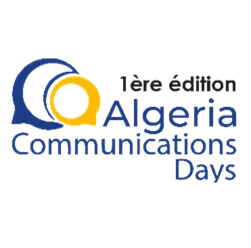 1ère édition
Algeria
Communications
Days